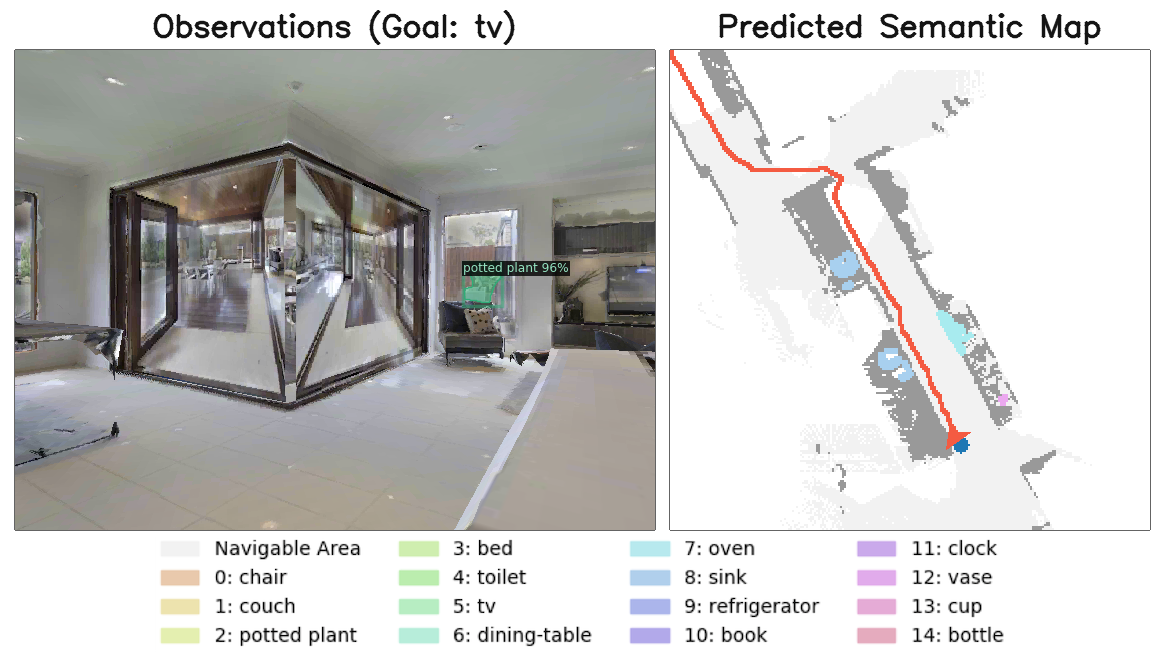 Observations (Goal: tv)
Predicted Semantic Map
potted plant 96%
Navigable Area
0: chair
1: couch
2: potted plant
3: bed
4: toilet
5: tv
6: dining-table
7: oven
8: sink
9: refrigerator
10: book
11: clock
12: vase
13: cup
14: bottle